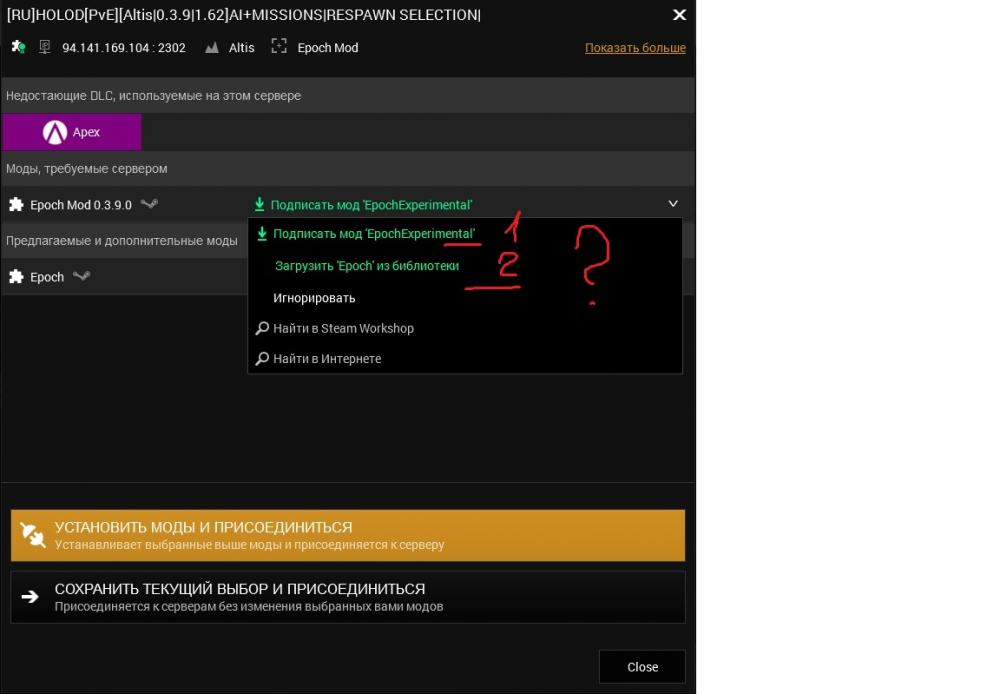 [RU]HOLOD[PvE][Altis|0.3.9|1.62]AI+MISSIONS|RESPAWN SELECTION|
94.141.169.104 : 2302 Altis Epoch Mod Показать больше
Недостающие DLC, используемые на этом сервере
Apex
Моды, требуемые сервером
Epoch Mod 0.3.9.0 Подписать мод 'EpochExperimental'
Подписать мод 'EpochExperimental' 1
Предлагаемые и дополнительные моды
Загрузить 'Epoch' из библиотеки 2 ?
Epoch
Игнорировать
Найти в Steam Workshop
Найти в Интернете
УСТАНОВИТЬ МОДЫ И ПРИСОЕДИНИТЬСЯ
Устанавливает выбранные выше моды и присоединяется к серверу
СОХРАНИТЬ ТЕКУЩИЙ ВЫБОР И ПРИСОЕДИНИТЬСЯ
Присоединяется к серверам без изменения выбранных вами модов
Close